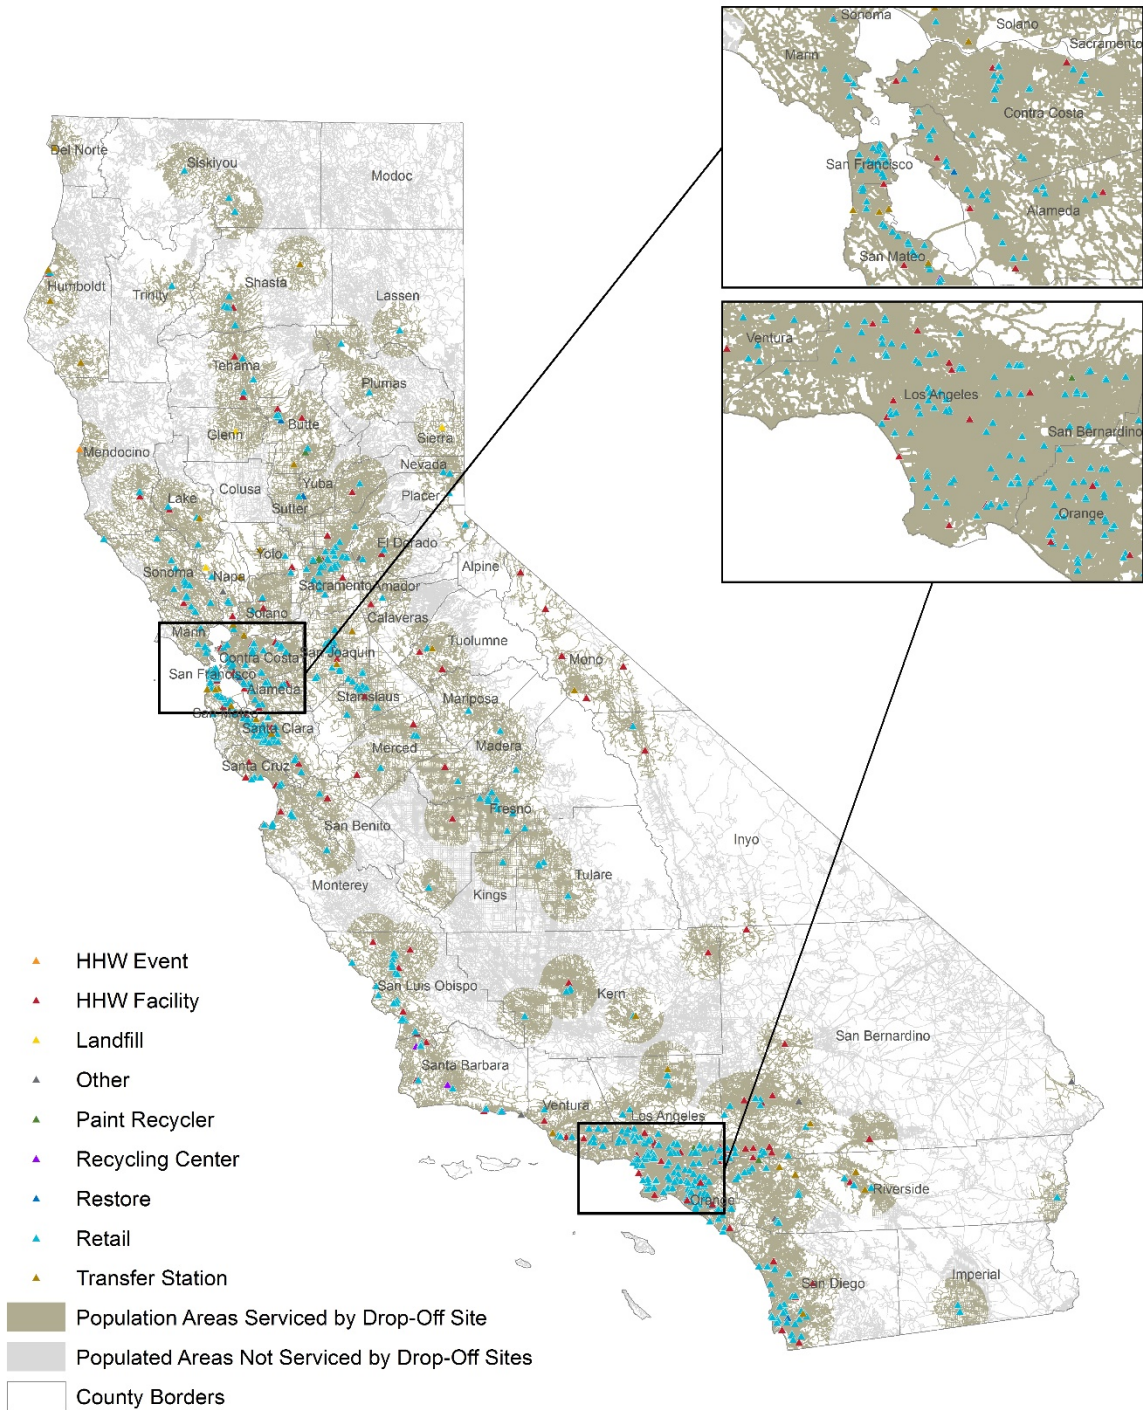 Sonoma
Solano
Sacramento
Marin
Contra Costa
San Francisco
Alameda
San Mateo
Ventura
Los Angeles
San Bernardino
Orange
Del Norte
Siskiyou
Modoc
Humboldt
Trinity
Shasta
Lassen
Tehama
Plumas
Glenn
Butte
Sierra
Mendocino
Nevada
Lake
Colusa
Yuba
Placer
Sutter
Yolo
El Dorado
Sonoma
Napa
Sacramento
Amador
Alpine
Solano
Calaveras
Marin
Tuolumne
San Joaquin
Contra Costa
Mono
San Francisco
Alameda
Stanislaus
Mariposa
San Mateo
Santa Clara
Merced
Madera
Santa Cruz
Fresno
San Benito
Inyo
Monterey
Kings
Tulare
San Luis Obispo
Kern
San Bernardino
Santa Barbara
Ventura
Los Angeles
Orange
Riverside
San Diego
Imperial
HHW Event
HHW Facility
Landfill
Other
Paint Recycler
Recycling Center
Restore
Retail
Transfer Station
Population Areas Serviced by Drop-Off Site
Populated Areas Not Serviced by Drop-Off Sites
County Borders